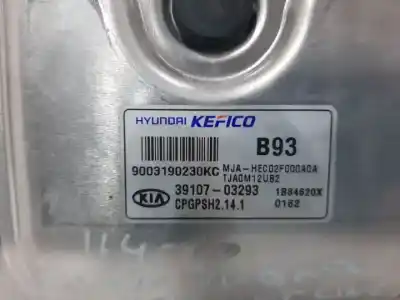 HYUNDAI KEFICO
B93
9003190230KC MJA-HEC02F000A0A
TJA0M12UB2
39107-03293 1B84620X
KIA CPGPSH2.14.1 0162